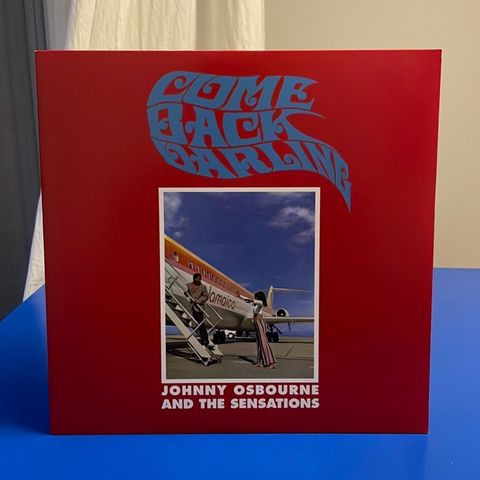 COME
BACK
DARLING
Jamaica
JOHNNY OSBOURNE
AND THE SENSATIONS